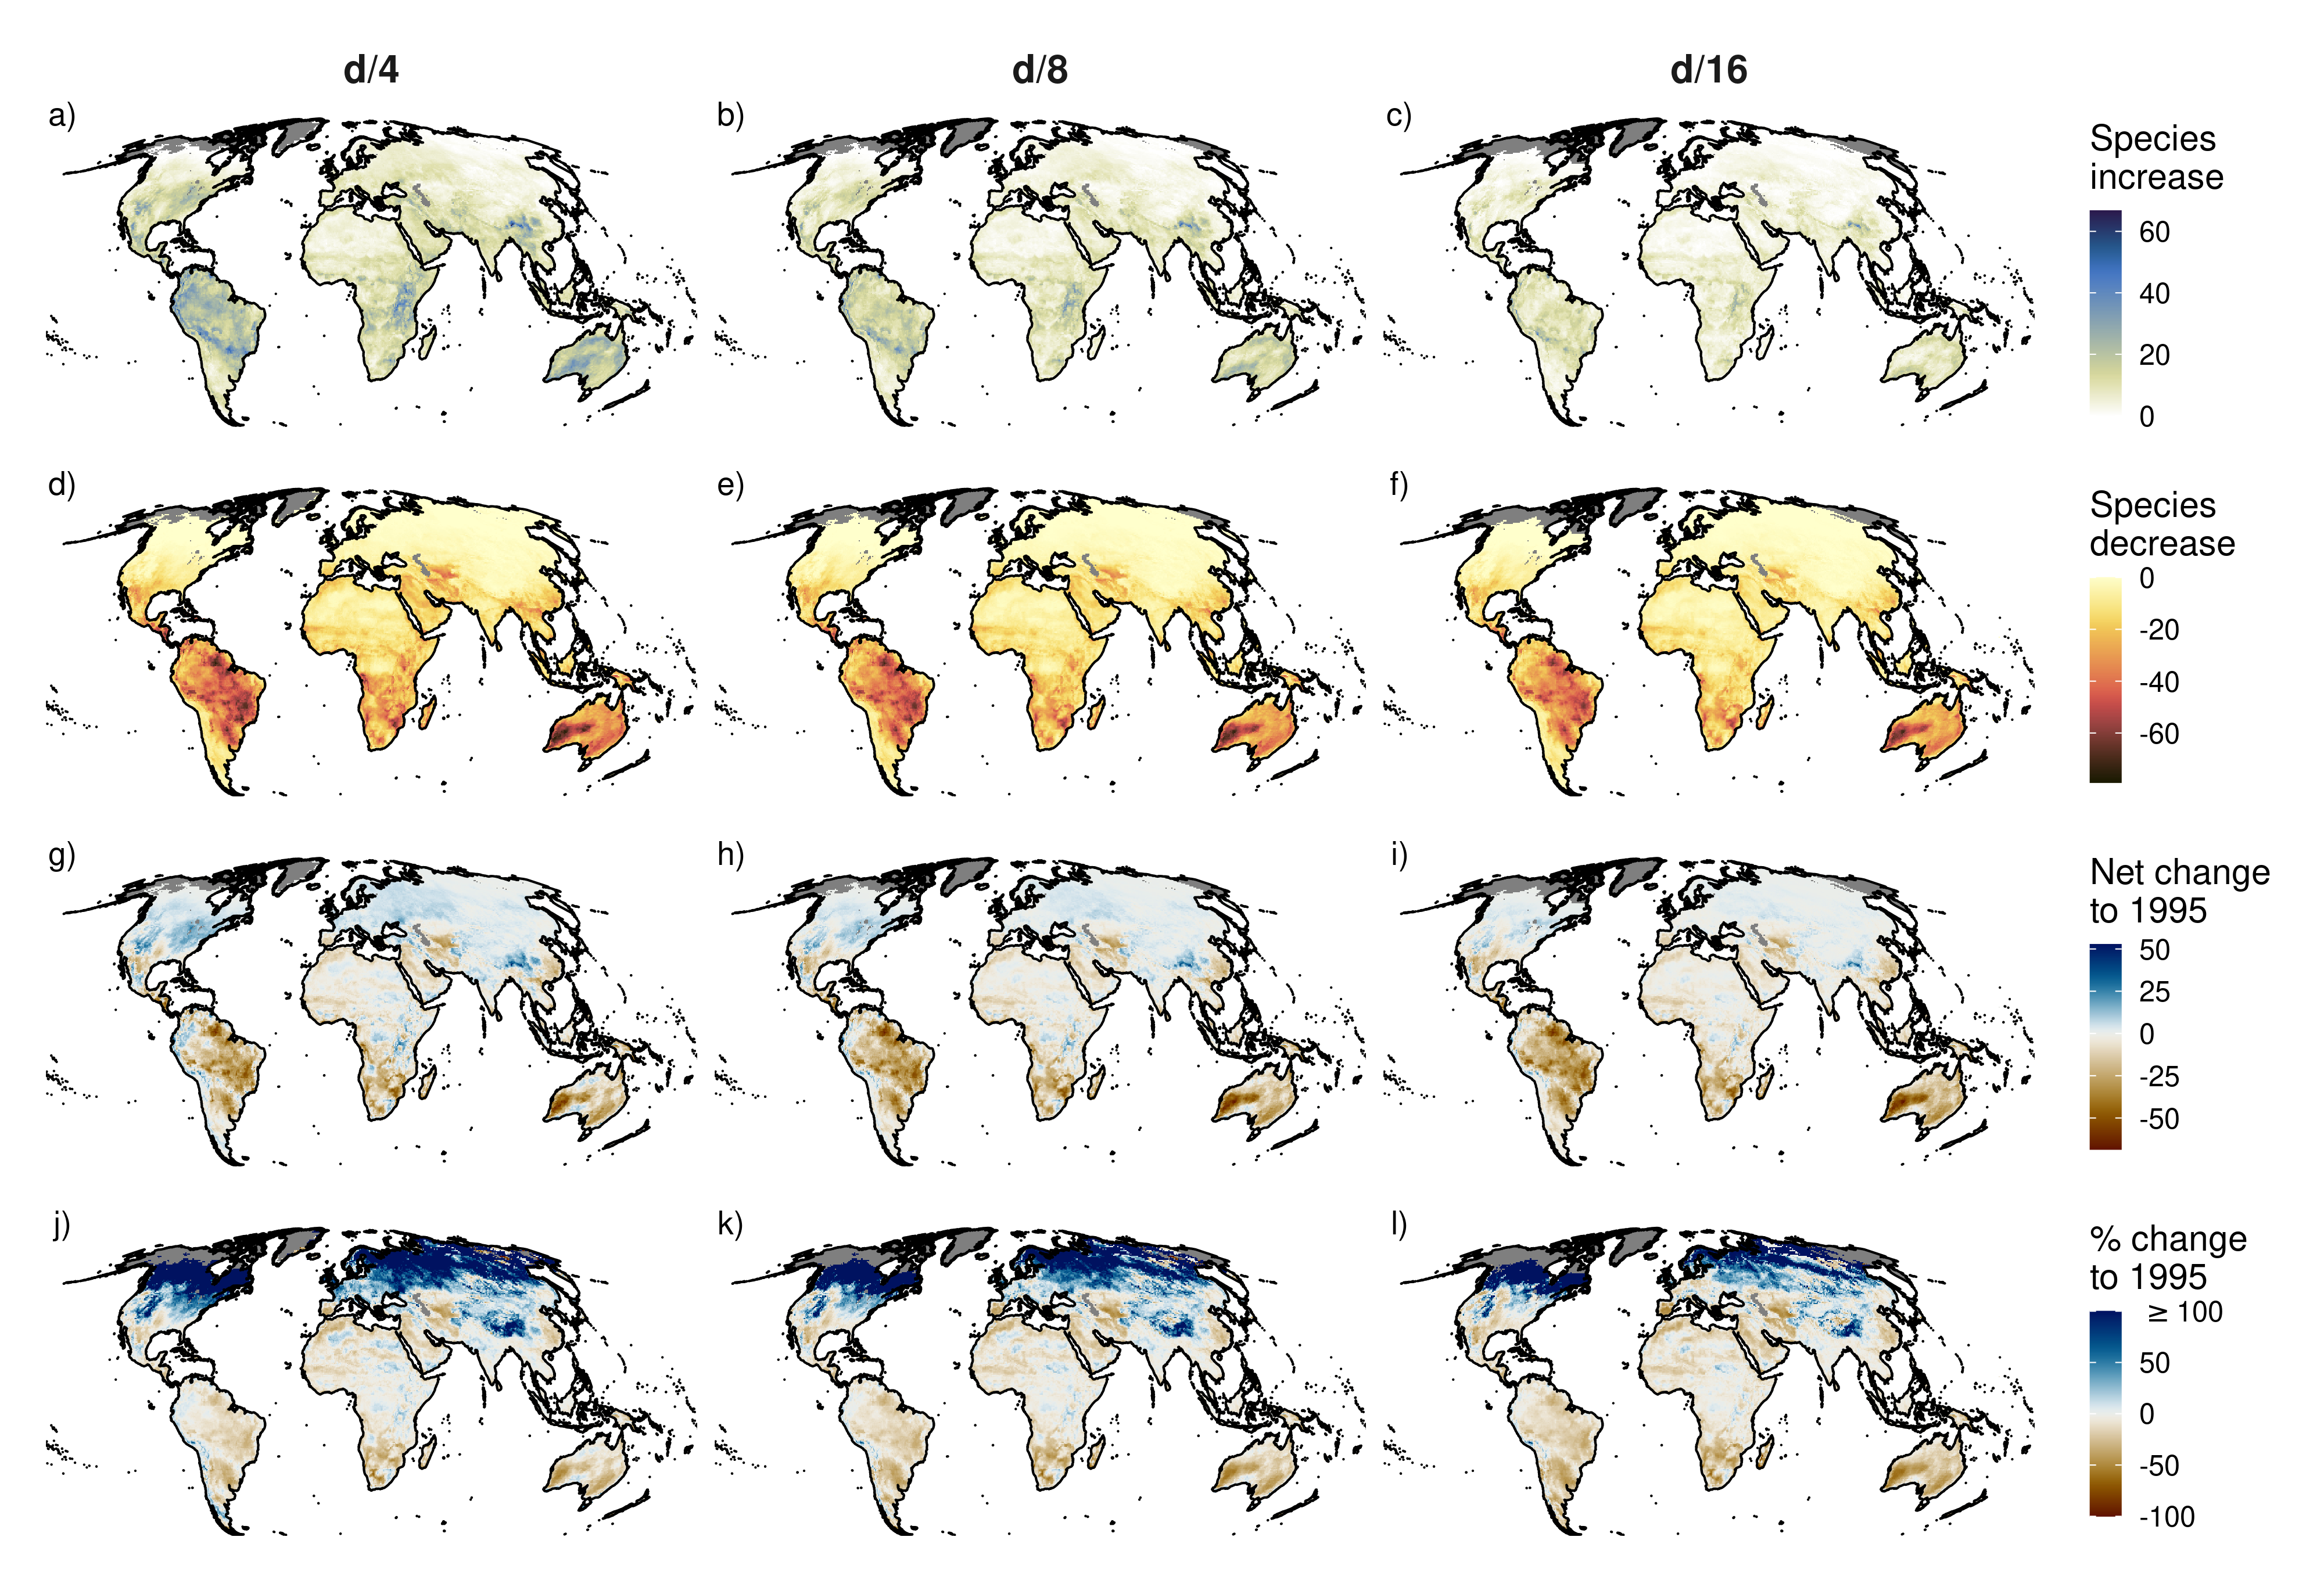 d/4
d/8
d/16
a)
b)
c)
Species
increase
60
40
20
0
d)
e)
f)
Species
decrease
0
-20
-40
-60
g)
h)
i)
Net change
to 1995
50
25
0
-25
-50
j)
k)
l)
% change
to 1995
≥ 100
50
0
-50
-100